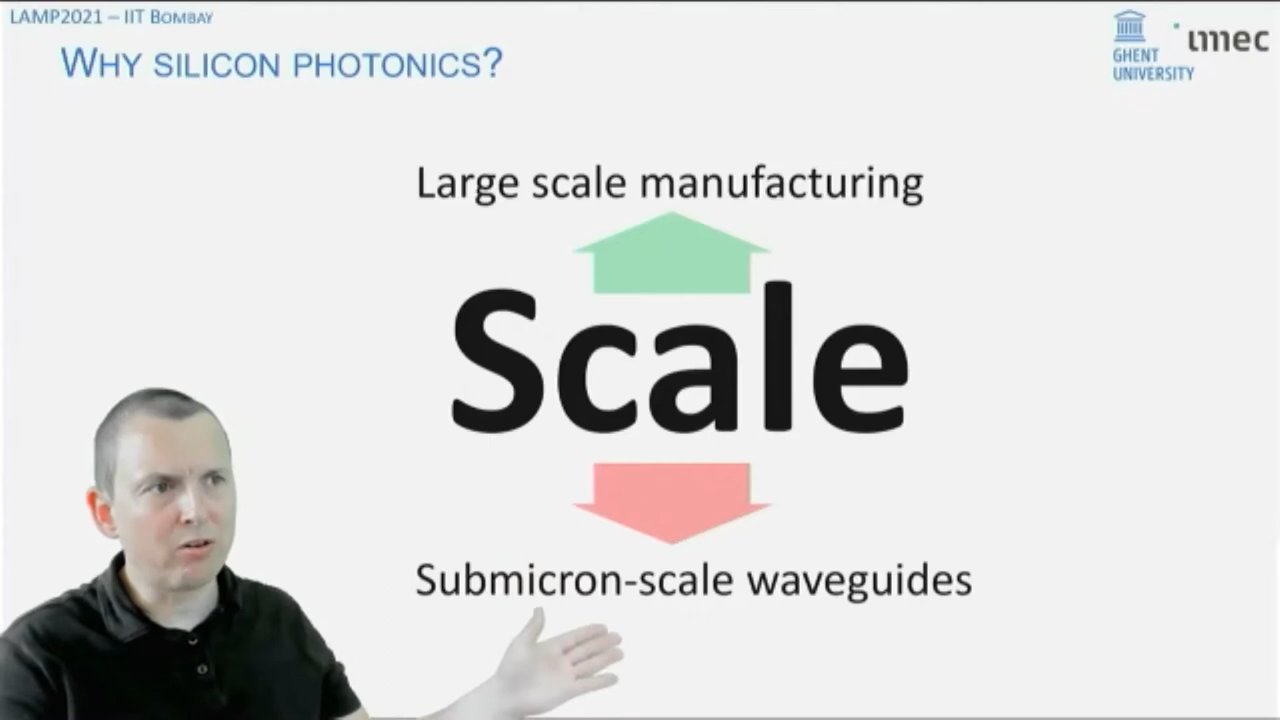 LAMP2021 – IIT BOMBAY
WHY SILICON PHOTONICS?
GHENT
UNIVERSITY
imec
Large scale manufacturing
Scale
Submicron-scale waveguides